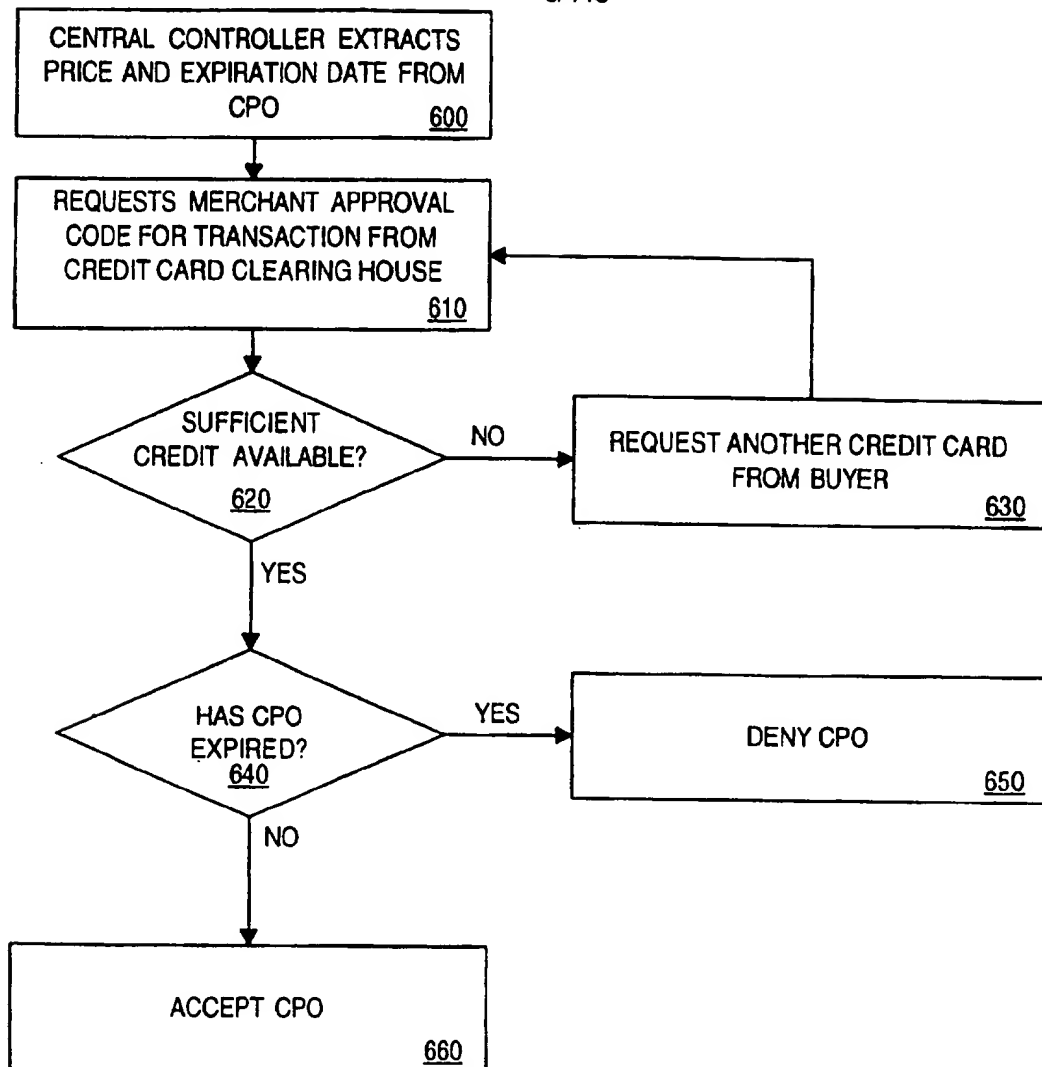 CENTRAL CONTROLLER EXTRACTS
PRICE AND EXPIRATION DATE FROM
CPO
600
REQUESTS MERCHANT APPROVAL
CODE FOR TRANSACTION FROM
CREDIT CARD CLEARING HOUSE
610
SUFFICIENT
CREDIT AVAILABLE?
620
NO
REQUEST ANOTHER CREDIT CARD
FROM BUYER
630
YES
HAS CPO
EXPIRED?
640
YES
DENY CPO
650
NO
ACCEPT CPO
660